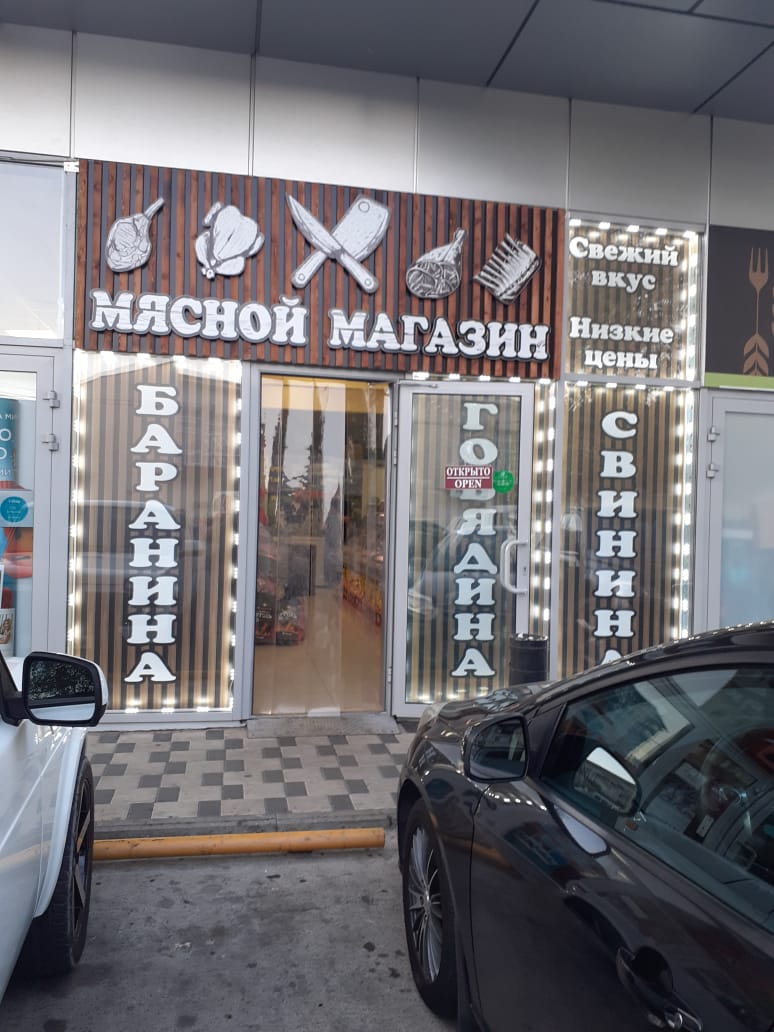 МЯСНОЙ МАГАЗИН
Свежий
вкус
Низкие
цены
БАРАНИНА
ГОВЯДИНА
ОТКРЫТО
OPEN
СВИНИНА